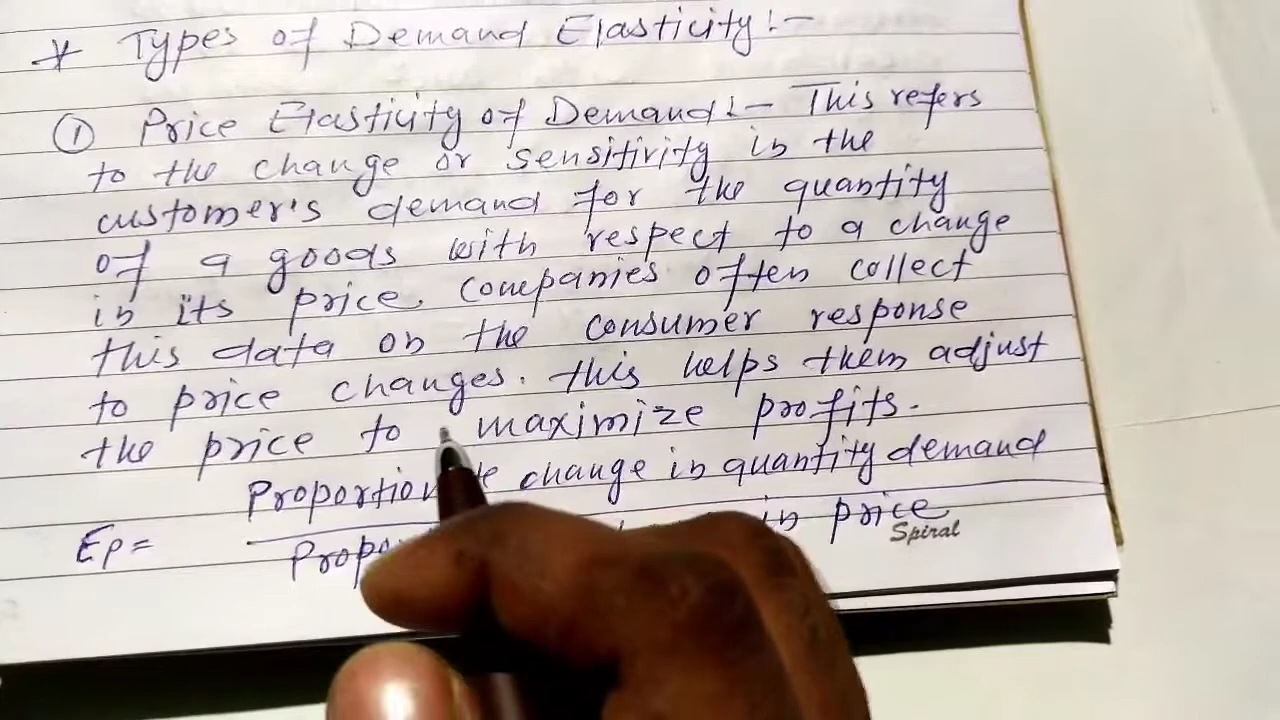 * Types of Demand Elasticity:-
① Price Elasticity of Demand:- This refers
to the change or sensitivity in the
customer's demand for the quantity
of a goods with respect to a change
in its price. Companies often collect
this data on the consumer response
to price changes. this helps them adjust
the price to maximize profits.
change in quantity demand
Ep=
in price
Spiral